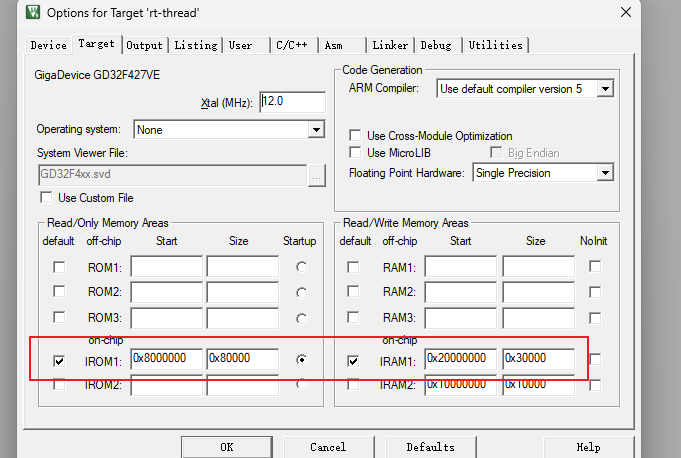 Options for Target 'rt-thread'
Device Target Output Listing User C/C++ Asm Linker Debug Utilities
GigaDevice GD32F427VE
Xtal (MHz): 12.0
Operating system: None
System Viewer File:
GD32F4xx.svd ...
Use Custom File
Code Generation
ARM Compiler: Use default compiler version 5
Use Cross-Module Optimization
Use MicroLIB Big Endian
Floating Point Hardware: Single Precision
Read/Only Memory Areas
default off-chip Start Size Startup
ROM1:
ROM2:
ROM3:
on-chip
IROM1: 0x8000000 0x80000
IROM2:
Read/Write Memory Areas
default off-chip Start Size NoInit
RAM1:
RAM2:
RAM3:
on-chip
IRAM1: 0x20000000 0x30000
IRAM2: 0x10000000 0x10000
OK Cancel Defaults Help